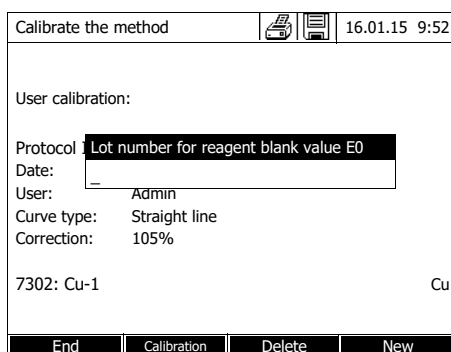 Calibrate the method 16.01.15 9:52
User calibration:
Protocol
Lot number for reagent blank value E0
Date:
_
User: Admin
Curve type: Straight line
Correction: 105%
7302: Cu-1 Cu
End Calibration Delete New